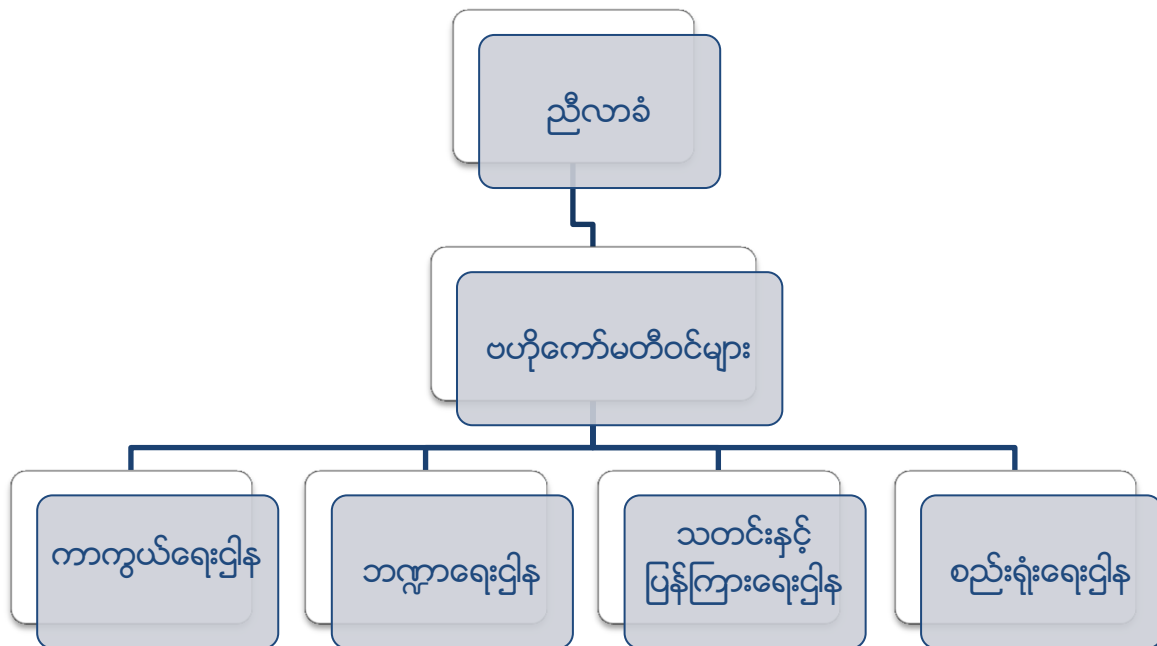 ညီလာခံ
ဗဟိုကော်မတီဝင်များ
ကာကွယ်ရေးဌါန
ဘဏ္ဍာရေးဌါန
သတင်းနှင့်
ပြန်ကြားရေးဌါန
စည်းရုံးရေးဌါန